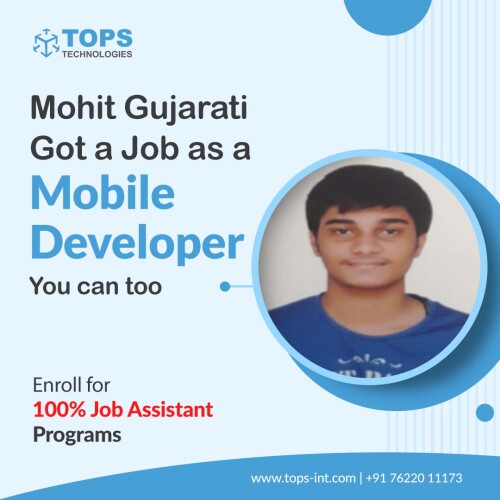 TOPS
TECHNOLOGIES
Mohit Gujarati
Got a Job as a
Mobile
Developer
You can too
Enroll for
100% Job Assistant
Programs
www.tops-int.com | +91 76220 11173